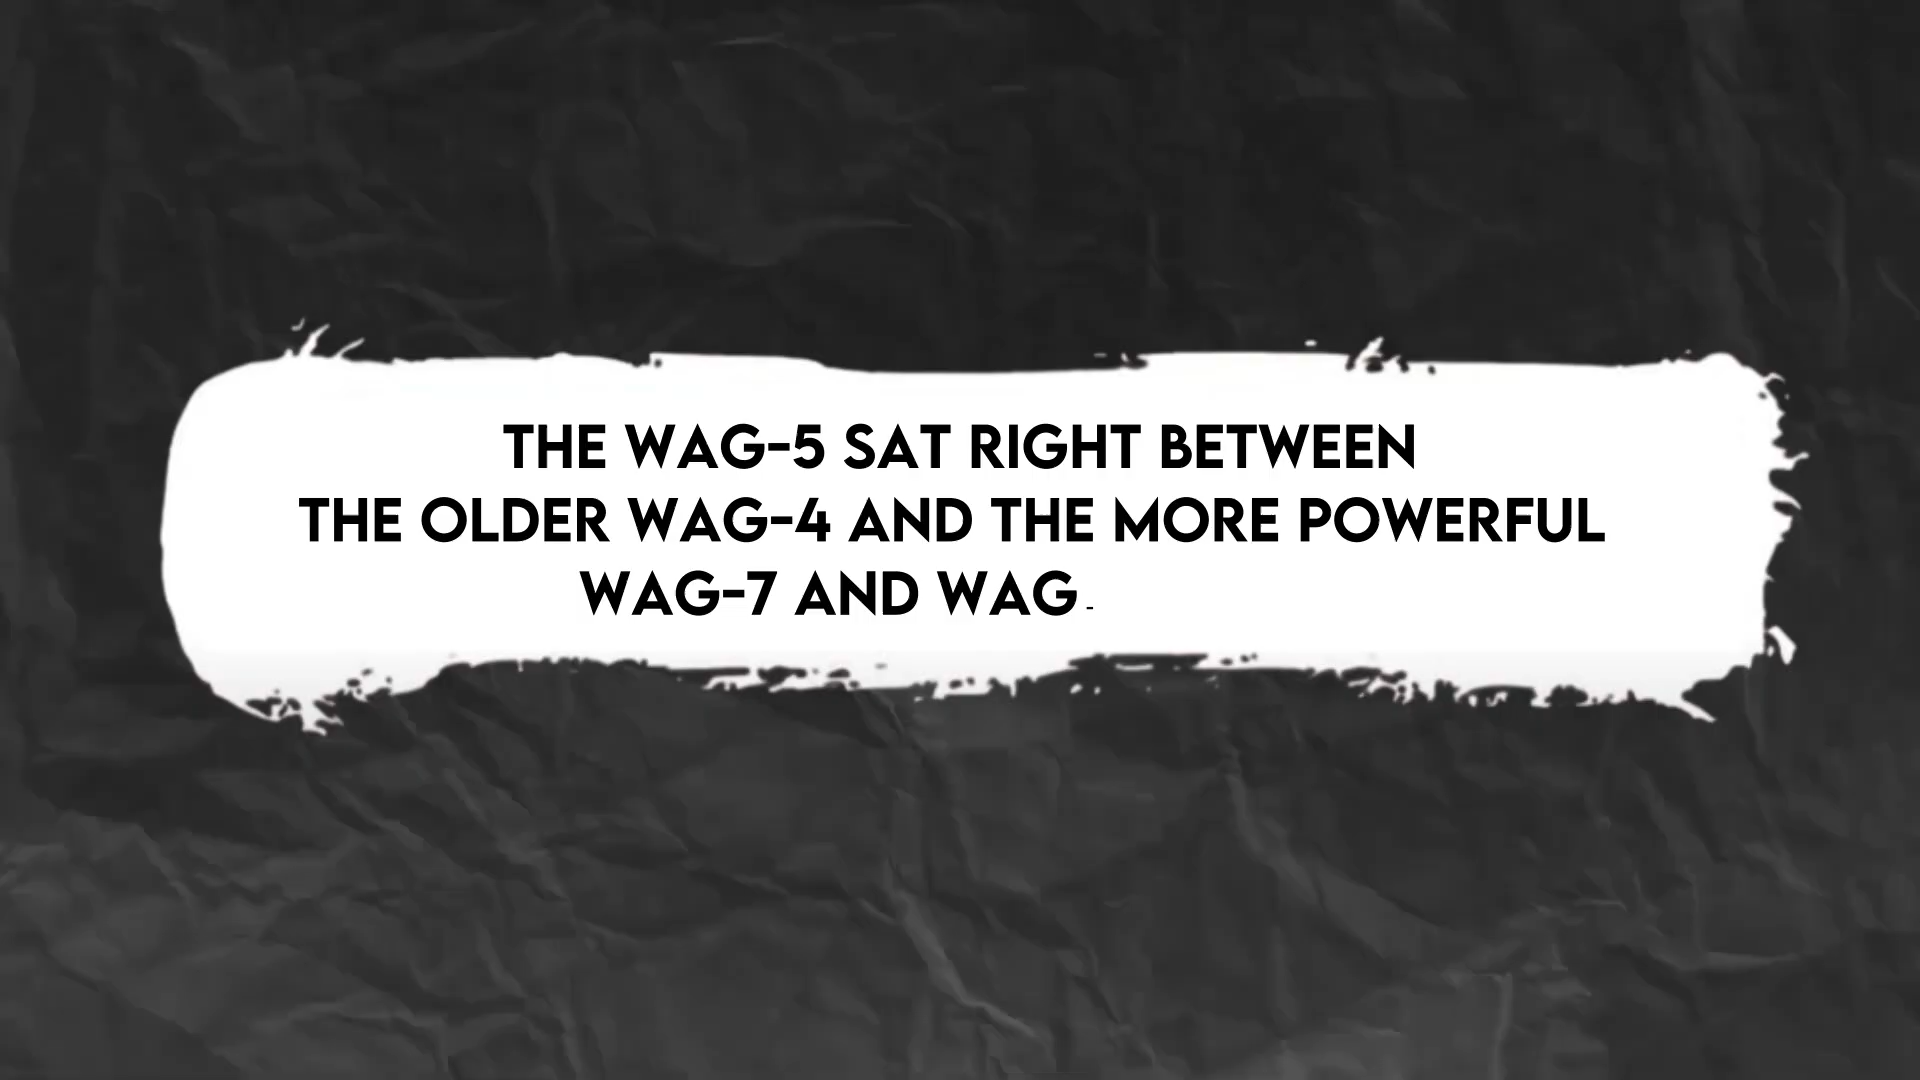 THE WAG-5 SAT RIGHT BETWEEN
THE OLDER WAG-4 AND THE MORE POWERFUL
WAG-7 AND WAG-